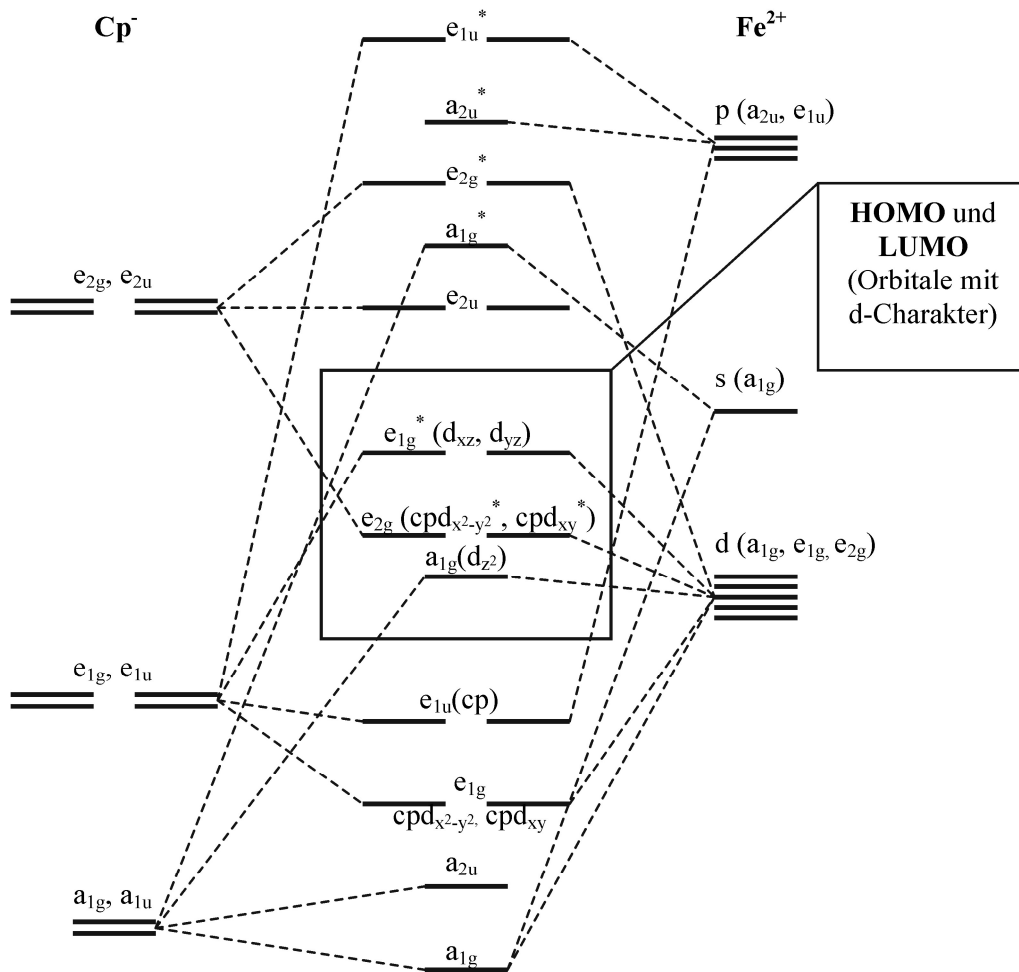 Cp⁻
e₁ᵤ*
Fe²⁺
a₂ᵤ*
p (a₂ᵤ, e₁ᵤ)
e₂g*
HOMO und
LUMO
(Orbitale mit
d-Charakter)
a₁g*
e₂g, e₂ᵤ
e₂ᵤ
s (a₁g)
e₁g* (dxz, dyz)
e₂g (cpdx²-y²*, cpdxy*)
d (a₁g, e₁g, e₂g)
a₁g(dz²)
e₁g, e₁ᵤ
e₁ᵤ(cp)
e₁g
cpdx²-y², cpdxy
a₂ᵤ
a₁g, a₁ᵤ
a₁g